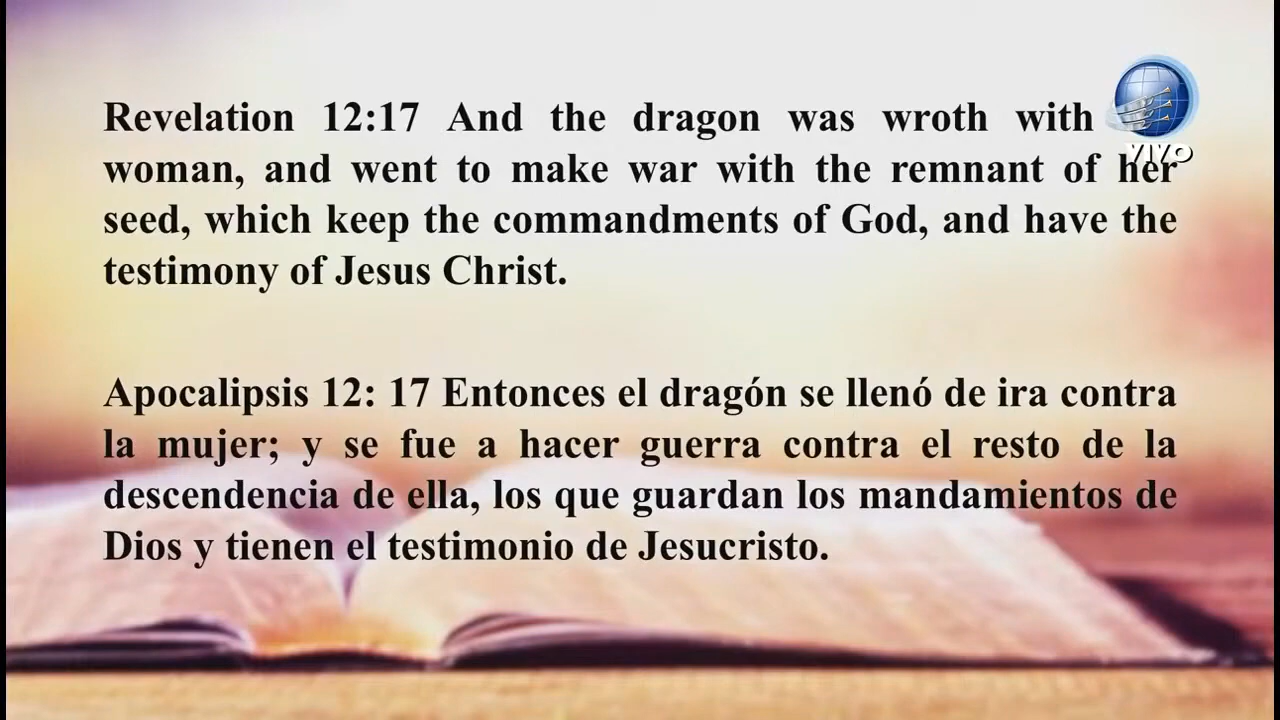 Revelation 12:17 And the dragon was wroth with
VIVO
woman, and went to make war with the remnant of her
seed, which keep the commandments of God, and have the
testimony of Jesus Christ.
Apocalipsis 12: 17 Entonces el dragón se llenó de ira contra
la mujer; y se fue a hacer guerra contra el resto de la
descendencia de ella, los que guardan los mandamientos de
Dios y tienen el testimonio de Jesucristo.